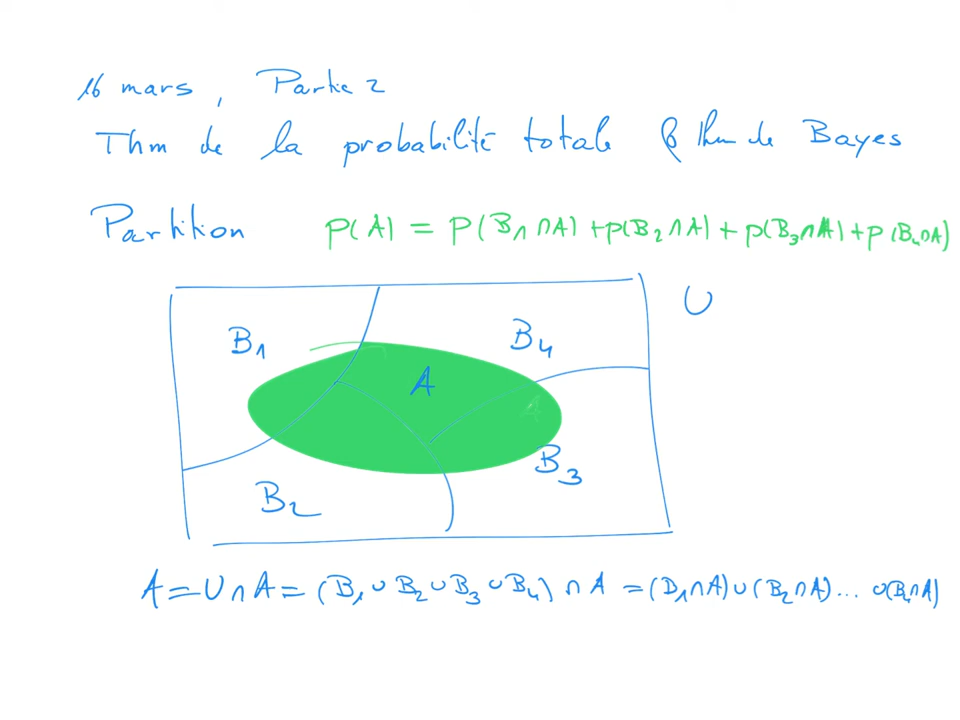 16 mars, Partie 2
Thm de la probabilité totale & thm de Bayes
Partition P(A) = P(B₁∩A)+p(B₂∩A)+p(B₃∩A)+p(B₄∩A)
U
B₁ B₄
A
A
B₃
B₂
A=U∩A=(B₁∪B₂∪B₃∪B₄)∩A=(B₁∩A)∪(B₂∩A)... ∪(B₄∩A)